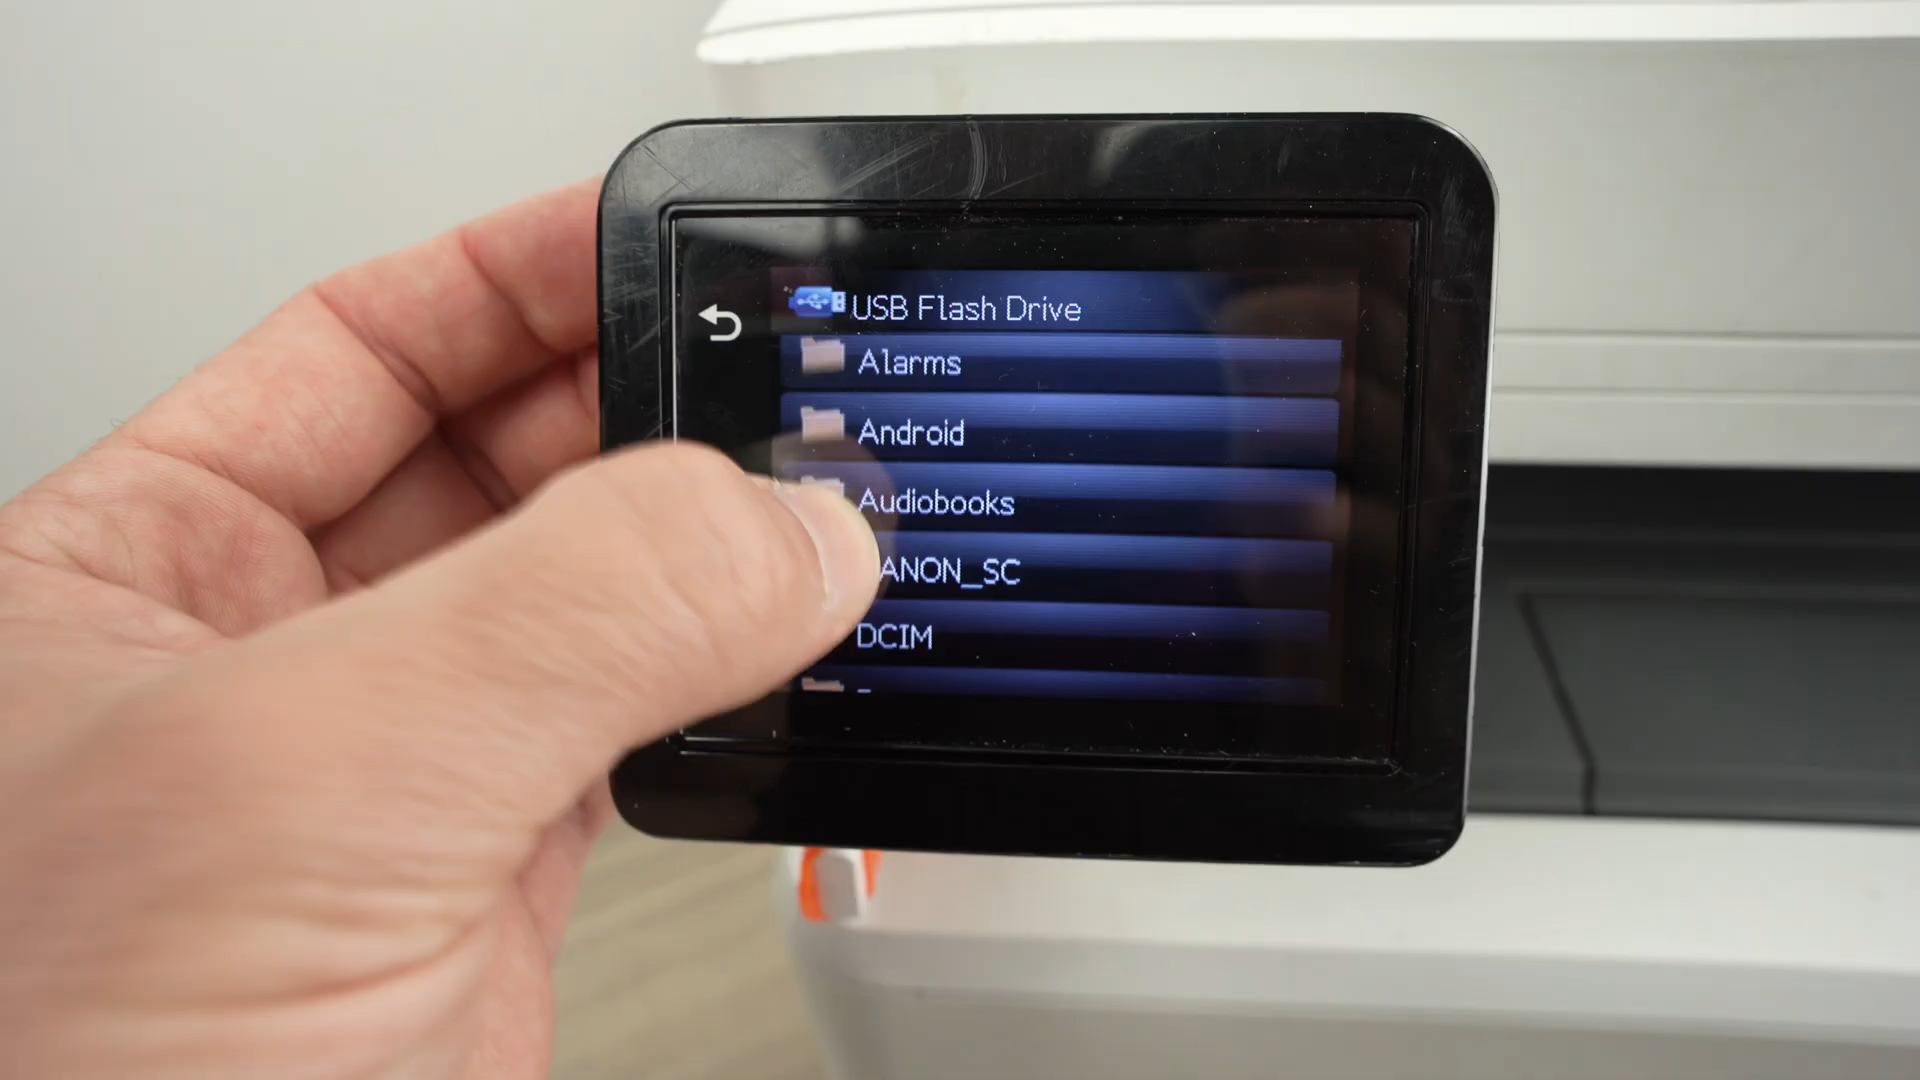 USB Flash Drive
Alarms
Android
Audiobooks
ANON_SC
DCIM